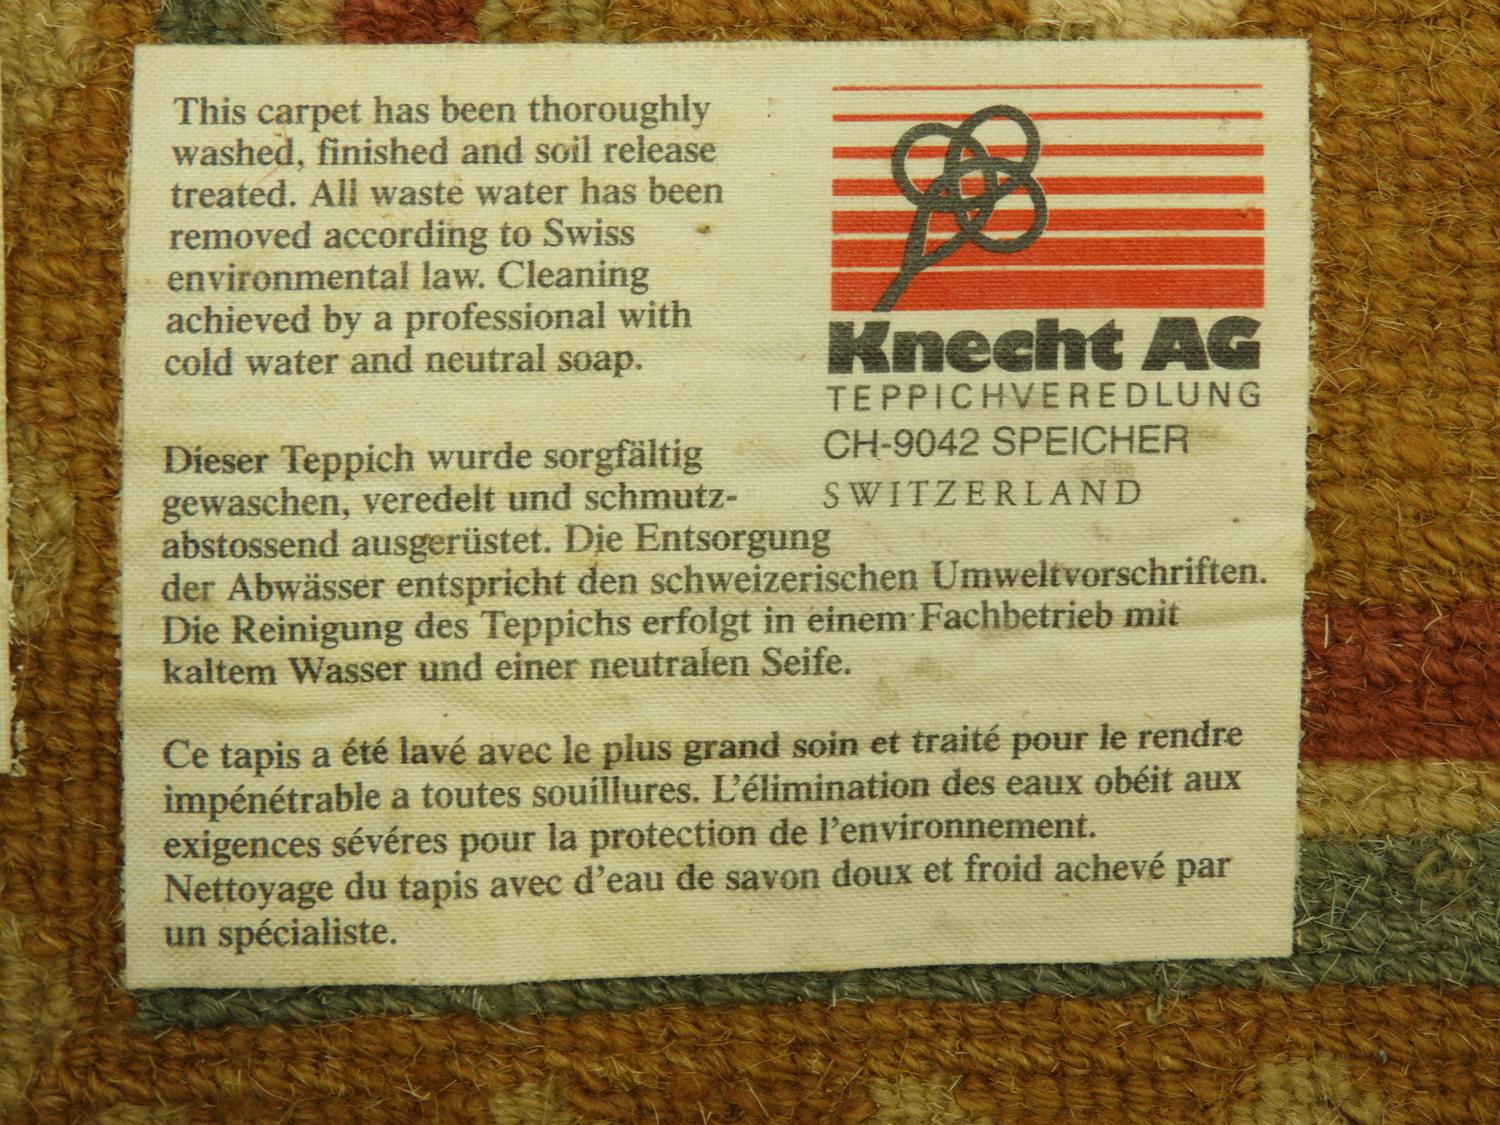 This carpet has been thoroughly
washed, finished and soil release
treated. All waste water has been
removed according to Swiss
environmental law. Cleaning
achieved by a professional with
cold water and neutral soap.
Knecht AG
TEPPICHVEREDLUNG
CH-9042 SPEICHER
SWITZERLAND
Dieser Teppich wurde sorgfältig
gewaschen, veredelt und schmutz-
abstossend ausgerüstet. Die Entsorgung
der Abwässer entspricht den schweizerischen Umweltvorschriften.
Die Reinigung des Teppichs erfolgt in einem Fachbetrieb mit
kaltem Wasser und einer neutralen Seife.
Ce tapis a été lavé avec le plus grand soin et traité pour le rendre
impénétrable a toutes souillures. L'élimination des eaux obéit aux
exigences sévéres pour la protection de l'environnement.
Nettoyage du tapis avec d'eau de savon doux et froid achevé par
un spécialiste.